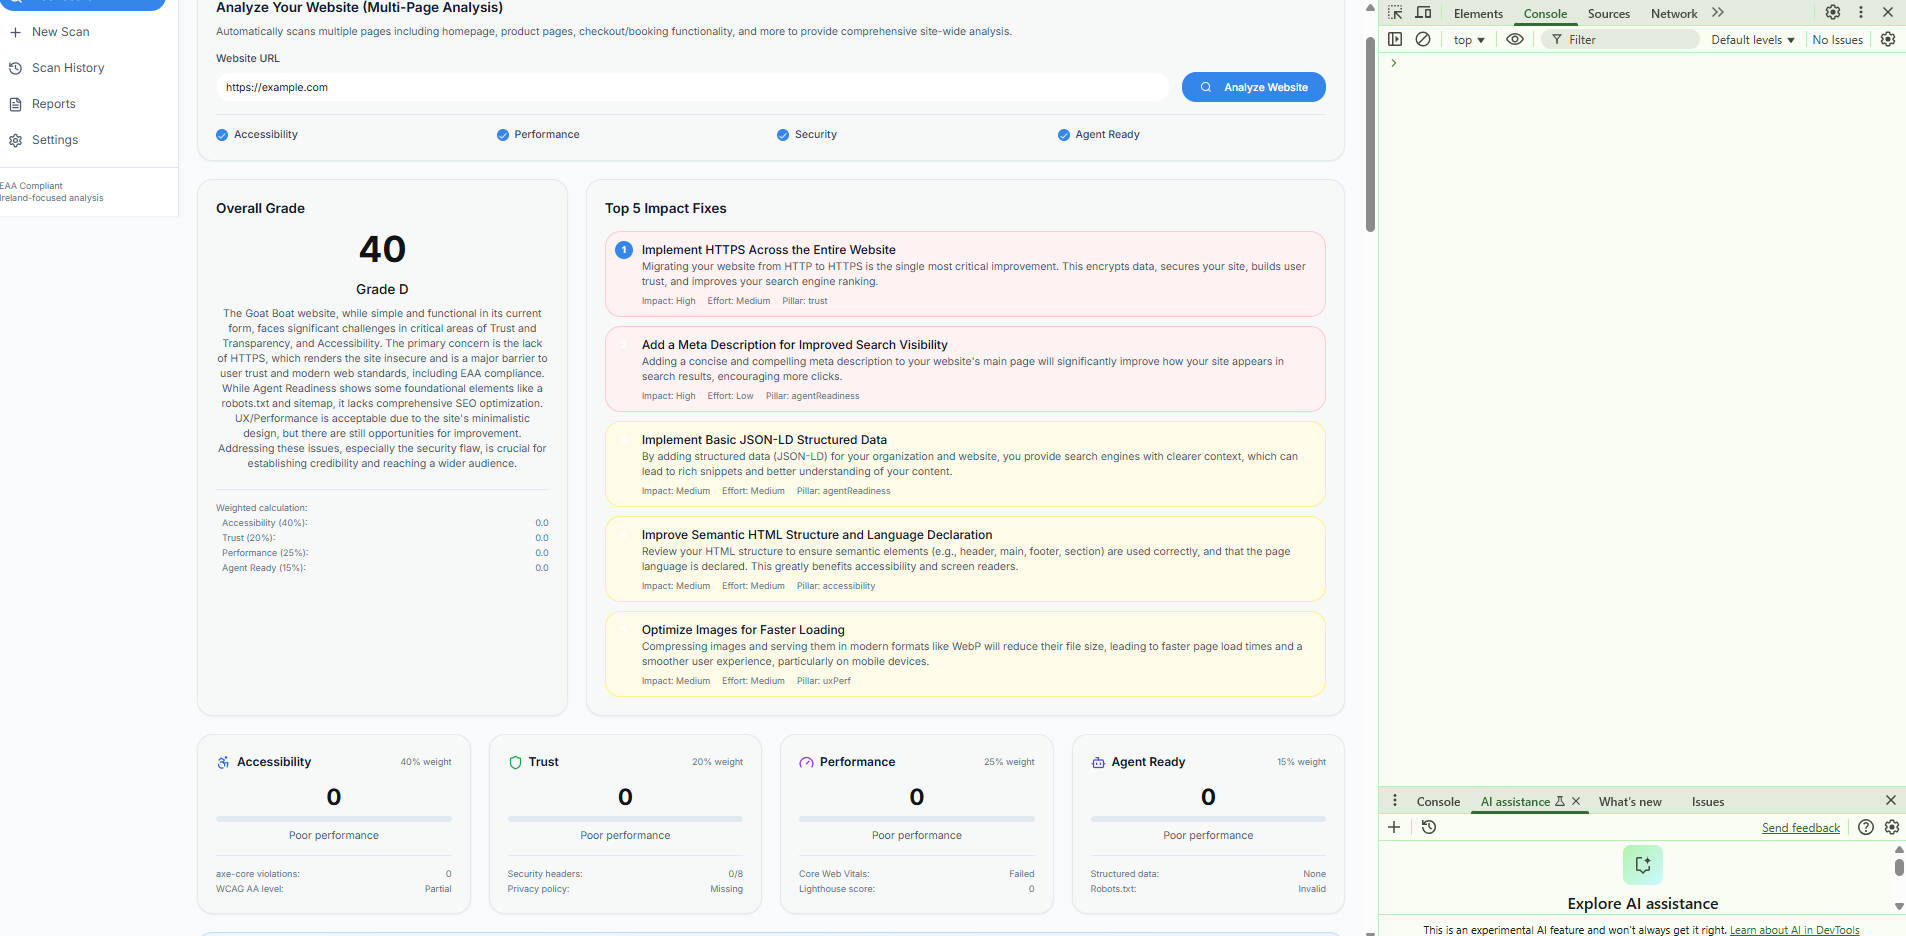 New Scan
Scan History
Reports
Settings
EAA Compliant
Ireland-focused analysis
Analyze Your Website (Multi-Page Analysis)
Automatically scans multiple pages including homepage, product pages, checkout/booking functionality, and more to provide comprehensive site-wide analysis.
Website URL
https://example.com
Analyze Website
Accessibility
Performance
Security
Agent Ready
Overall Grade
40
Grade D
The Goat Boat website, while simple and functional in its current
form, faces significant challenges in critical areas of Trust and
Transparency, and Accessibility. The primary concern is the lack
of HTTPS, which renders the site insecure and is a major barrier to
user trust and modern web standards, including EAA compliance.
While Agent Readiness shows some foundational elements like a
robots.txt and sitemap, it lacks comprehensive SEO optimization.
UX/Performance is acceptable due to the site's minimalistic
design, but there are still opportunities for improvement.
Addressing these issues, especially the security flaw, is crucial for
establishing credibility and reaching a wider audience.
Weighted calculation:
Accessibility (40%): 0.0
Trust (20%): 0.0
Performance (25%): 0.0
Agent Ready (15%): 0.0
Top 5 Impact Fixes
1
Implement HTTPS Across the Entire Website
Migrating your website from HTTP to HTTPS is the single most critical improvement. This encrypts data, secures your site, builds user
trust, and improves your search engine ranking.
Impact: High Effort: Medium Pillar: trust
Add a Meta Description for Improved Search Visibility
Adding a concise and compelling meta description to your website's main page will significantly improve how your site appears in
search results, encouraging more clicks.
Impact: High Effort: Low Pillar: agentReadiness
Implement Basic JSON-LD Structured Data
By adding structured data (JSON-LD) for your organization and website, you provide search engines with clearer context, which can
lead to rich snippets and better understanding of your content.
Impact: Medium Effort: Medium Pillar: agentReadiness
Improve Semantic HTML Structure and Language Declaration
Review your HTML structure to ensure semantic elements (e.g., header, main, footer, section) are used correctly, and that the page
language is declared. This greatly benefits accessibility and screen readers.
Impact: Medium Effort: Medium Pillar: accessibility
Optimize Images for Faster Loading
Compressing images and serving them in modern formats like WebP will reduce their file size, leading to faster page load times and a
smoother user experience, particularly on mobile devices.
Impact: Medium Effort: Medium Pillar: uxPerf
Accessibility 40% weight
0
Poor performance
axe-core violations: 0
WCAG AA level: Partial
Trust 20% weight
0
Poor performance
Security headers: 0/8
Privacy policy: Missing
Performance 25% weight
0
Poor performance
Core Web Vitals: Failed
Lighthouse score: 0
Agent Ready 15% weight
0
Poor performance
Structured data: None
Robots.txt: Invalid
Elements Console Sources Network
top Filter Default levels No Issues
Console AI assistance What's new Issues
Send feedback
Explore AI assistance
This is an experimental AI feature and won't always get it right. Learn about AI in DevTools